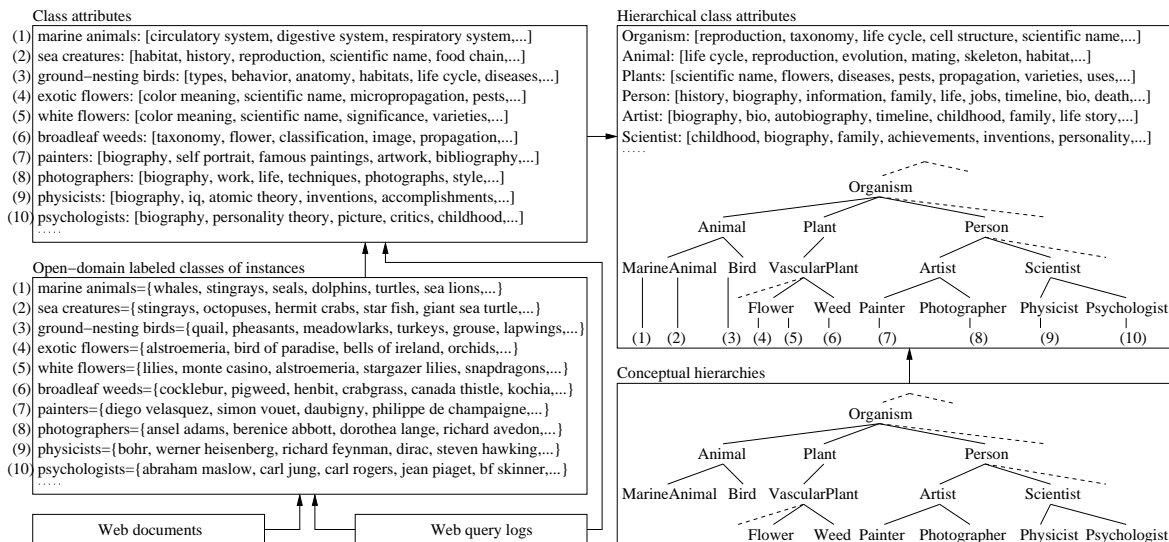 Class attributes
(1) marine animals: [circulatory system, digestive system, respiratory system,...]
(2) sea creatures: [habitat, history, reproduction, scientific name, food chain,...]
(3) ground−nesting birds: [types, behavior, anatomy, habitats, life cycle, diseases,...]
(4) exotic flowers: [color meaning, scientific name, micropropagation, pests,...]
(5) white flowers: [color meaning, scientific name, significance, varieties,...]
(6) broadleaf weeds: [taxonomy, flower, classification, image, propagation,...]
(7) painters: [biography, self portrait, famous paintings, artwork, bibliography,...]
(8) photographers: [biography, work, life, techniques, photographs, style,...]
(9) physicists: [biography, iq, atomic theory, inventions, accomplishments,...]
(10) psychologists: [biography, personality theory, picture, critics, childhood,...]
.....
Open−domain labeled classes of instances
(1) marine animals={whales, stingrays, seals, dolphins, turtles, sea lions,...}
(2) sea creatures={stingrays, octopuses, hermit crabs, star fish, giant sea turtle,...}
(3) ground−nesting birds={quail, pheasants, meadowlarks, turkeys, grouse, lapwings,...}
(4) exotic flowers={alstroemeria, bird of paradise, bells of ireland, orchids,...}
(5) white flowers={lilies, monte casino, alstroemeria, stargazer lilies, snapdragons,...}
(6) broadleaf weeds={cocklebur, pigweed, henbit, crabgrass, canada thistle, kochia,...}
(7) painters={diego velasquez, simon vouet, daubigny, philippe de champaigne,...}
(8) photographers={ansel adams, berenice abbott, dorothea lange, richard avedon,...}
(9) physicists={bohr, werner heisenberg, richard feynman, dirac, steven hawking,...}
(10) psychologists={abraham maslow, carl jung, carl rogers, jean piaget, bf skinner,...}
.....
Web documents
Web query logs
Hierarchical class attributes
Organism: [reproduction, taxonomy, life cycle, cell structure, scientific name,...]
Animal: [life cycle, reproduction, evolution, mating, skeleton, habitat,...]
Plants: [scientific name, flowers, diseases, pests, propagation, varieties, uses,...]
Person: [history, biography, information, family, life, jobs, timeline, bio, death,...]
Artist: [biography, bio, autobiography, timeline, childhood, family, life story,...]
Scientist: [childhood, biography, family, achievements, inventions, personality,...]
.....
Organism
Animal Plant Person
MarineAnimal Bird VascularPlant Artist Scientist
Flower Weed Painter Photographer Physicist Psychologist
(1) (2) (3) (4) (5) (6) (7) (8) (9) (10)
Conceptual hierarchies
Organism
Animal Plant Person
MarineAnimal Bird VascularPlant Artist Scientist
Flower Weed Painter Photographer Physicist Psychologist